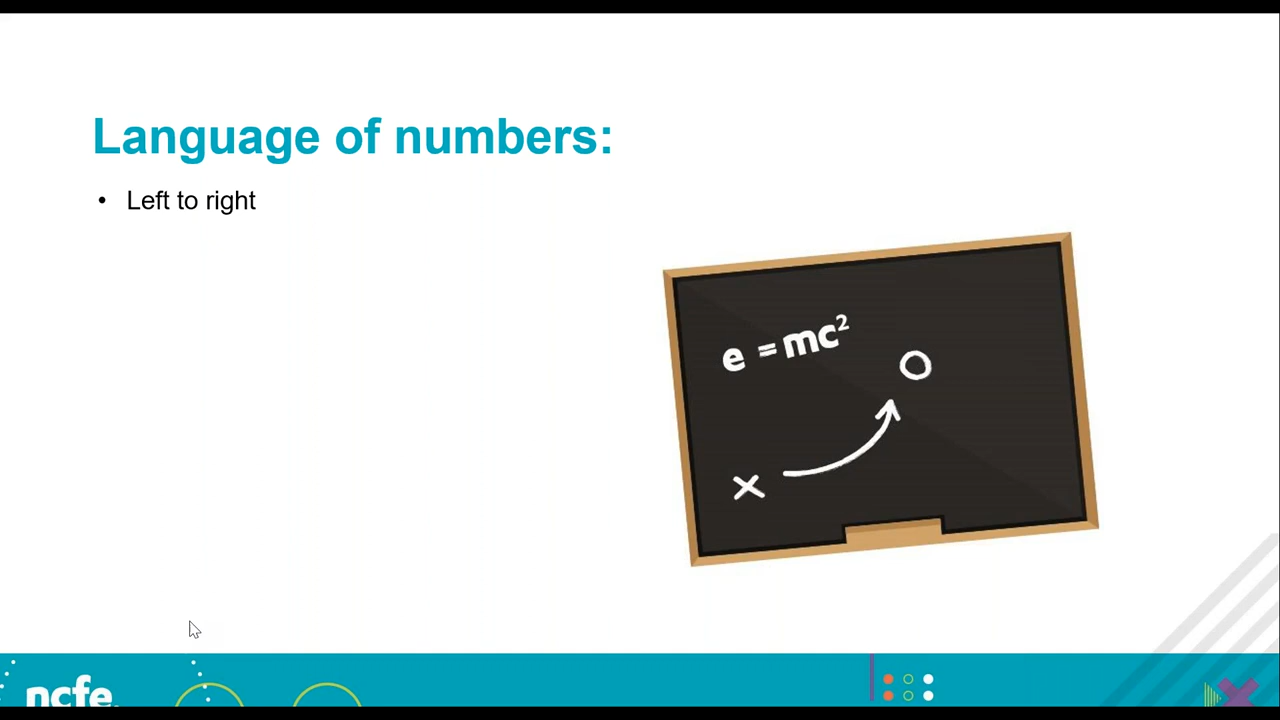 Language of numbers:
• Left to right
e = mc²
x
ncfe.